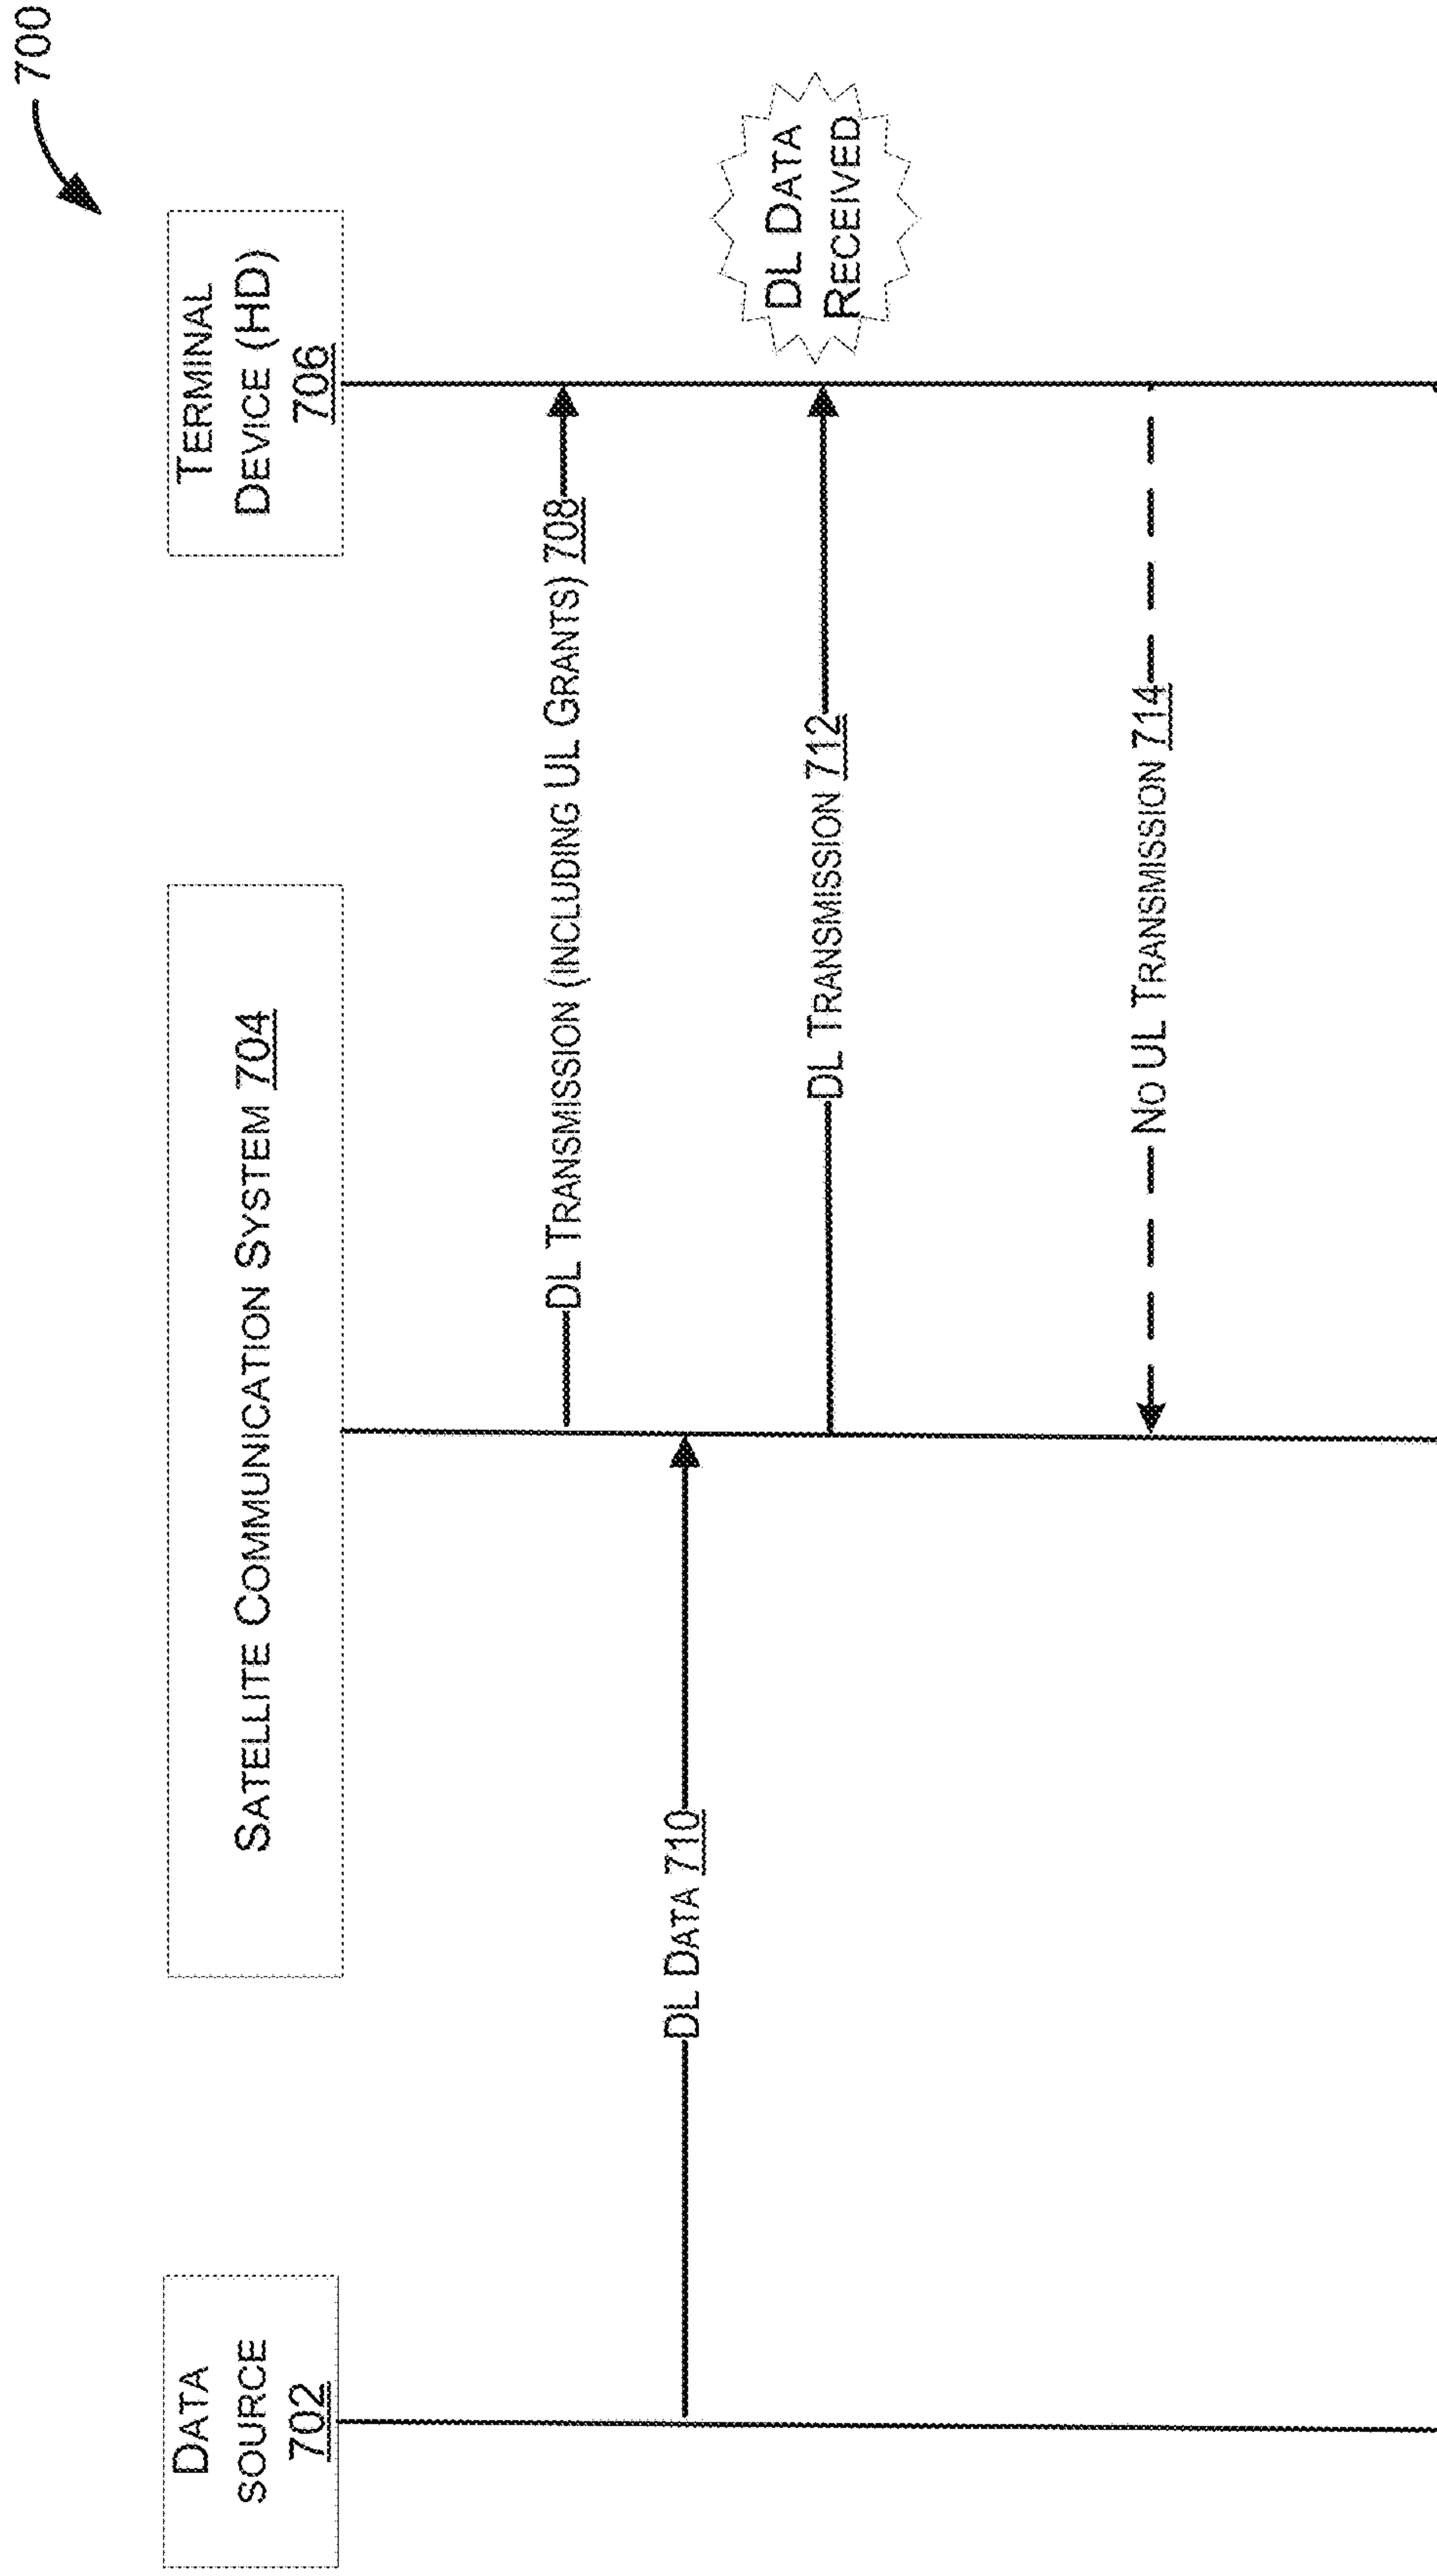 700
DATA
SOURCE
702
SATELLITE COMMUNICATION SYSTEM 704
TERMINAL
DEVICE (HD)
706
DL TRANSMISSION (INCLUDING UL GRANTS) 708
DL DATA 710
DL TRANSMISSION 712
DL DATA
RECEIVED
NO UL TRANSMISSION 714